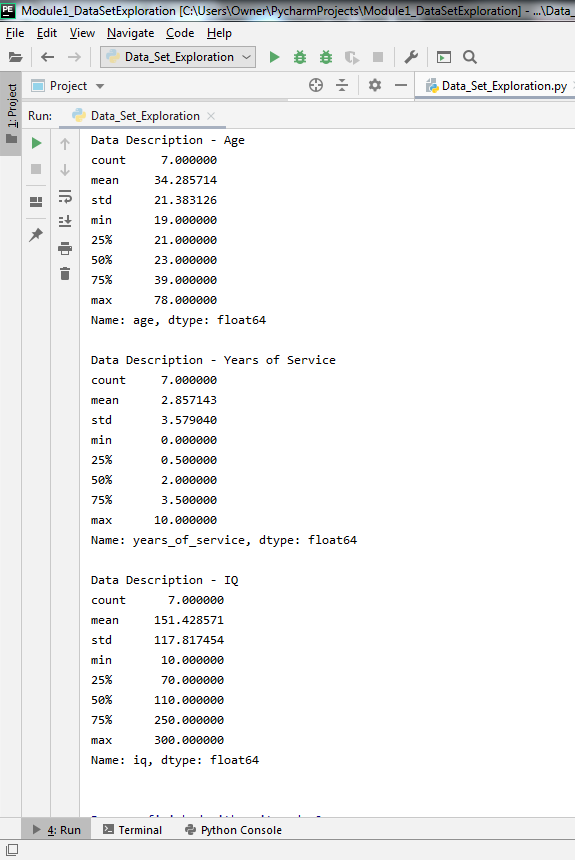 Module1_DataSetExploration [C:\Users\Owner\PycharmProjects\Module1_DataSetExploration] - ...\Data_
File Edit View Navigate Code Help
Data_Set_Exploration
Project
Data_Set_Exploration.py
1: Project
Run: Data_Set_Exploration
Data Description - Age
count 7.000000
mean 34.285714
std 21.383126
min 19.000000
25% 21.000000
50% 23.000000
75% 39.000000
max 78.000000
Name: age, dtype: float64
Data Description - Years of Service
count 7.000000
mean 2.857143
std 3.579040
min 0.000000
25% 0.500000
50% 2.000000
75% 3.500000
max 10.000000
Name: years_of_service, dtype: float64
Data Description - IQ
count 7.000000
mean 151.428571
std 117.817454
min 10.000000
25% 70.000000
50% 110.000000
75% 250.000000
max 300.000000
Name: iq, dtype: float64
4: Run Terminal Python Console